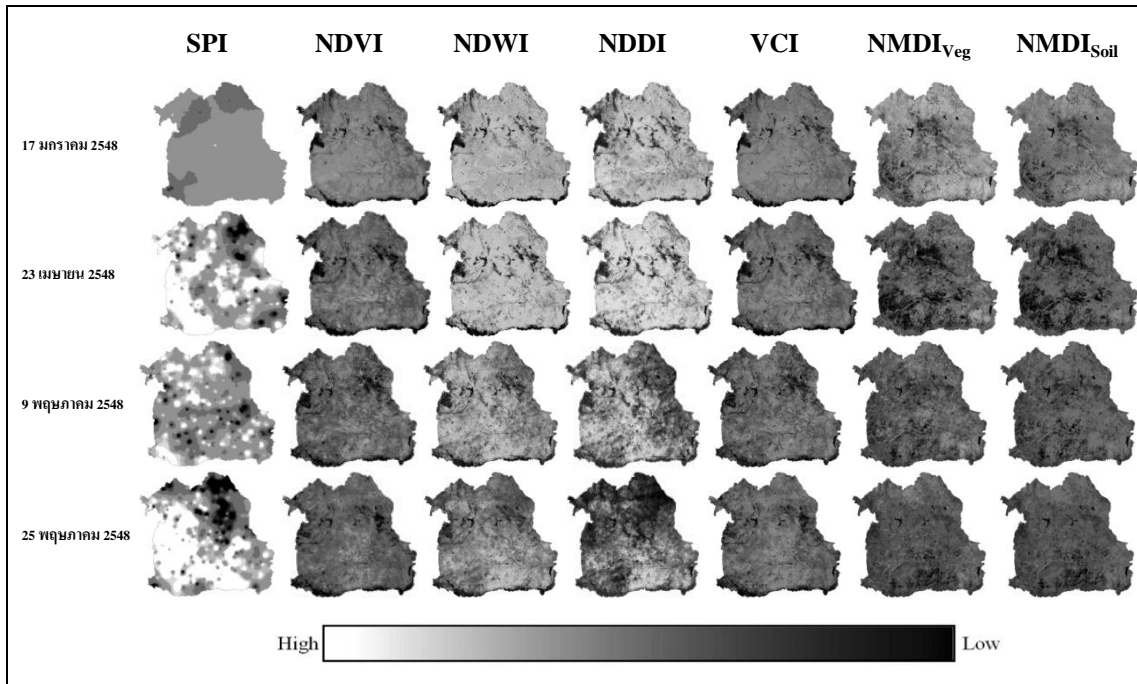 SPI NDVI NDWI NDDI VCI NMDIVeg NMDISoil
17 มกราคม 2548
23 เมษายน 2548
9 พฤษภาคม 2548
25 พฤษภาคม 2548
High Low